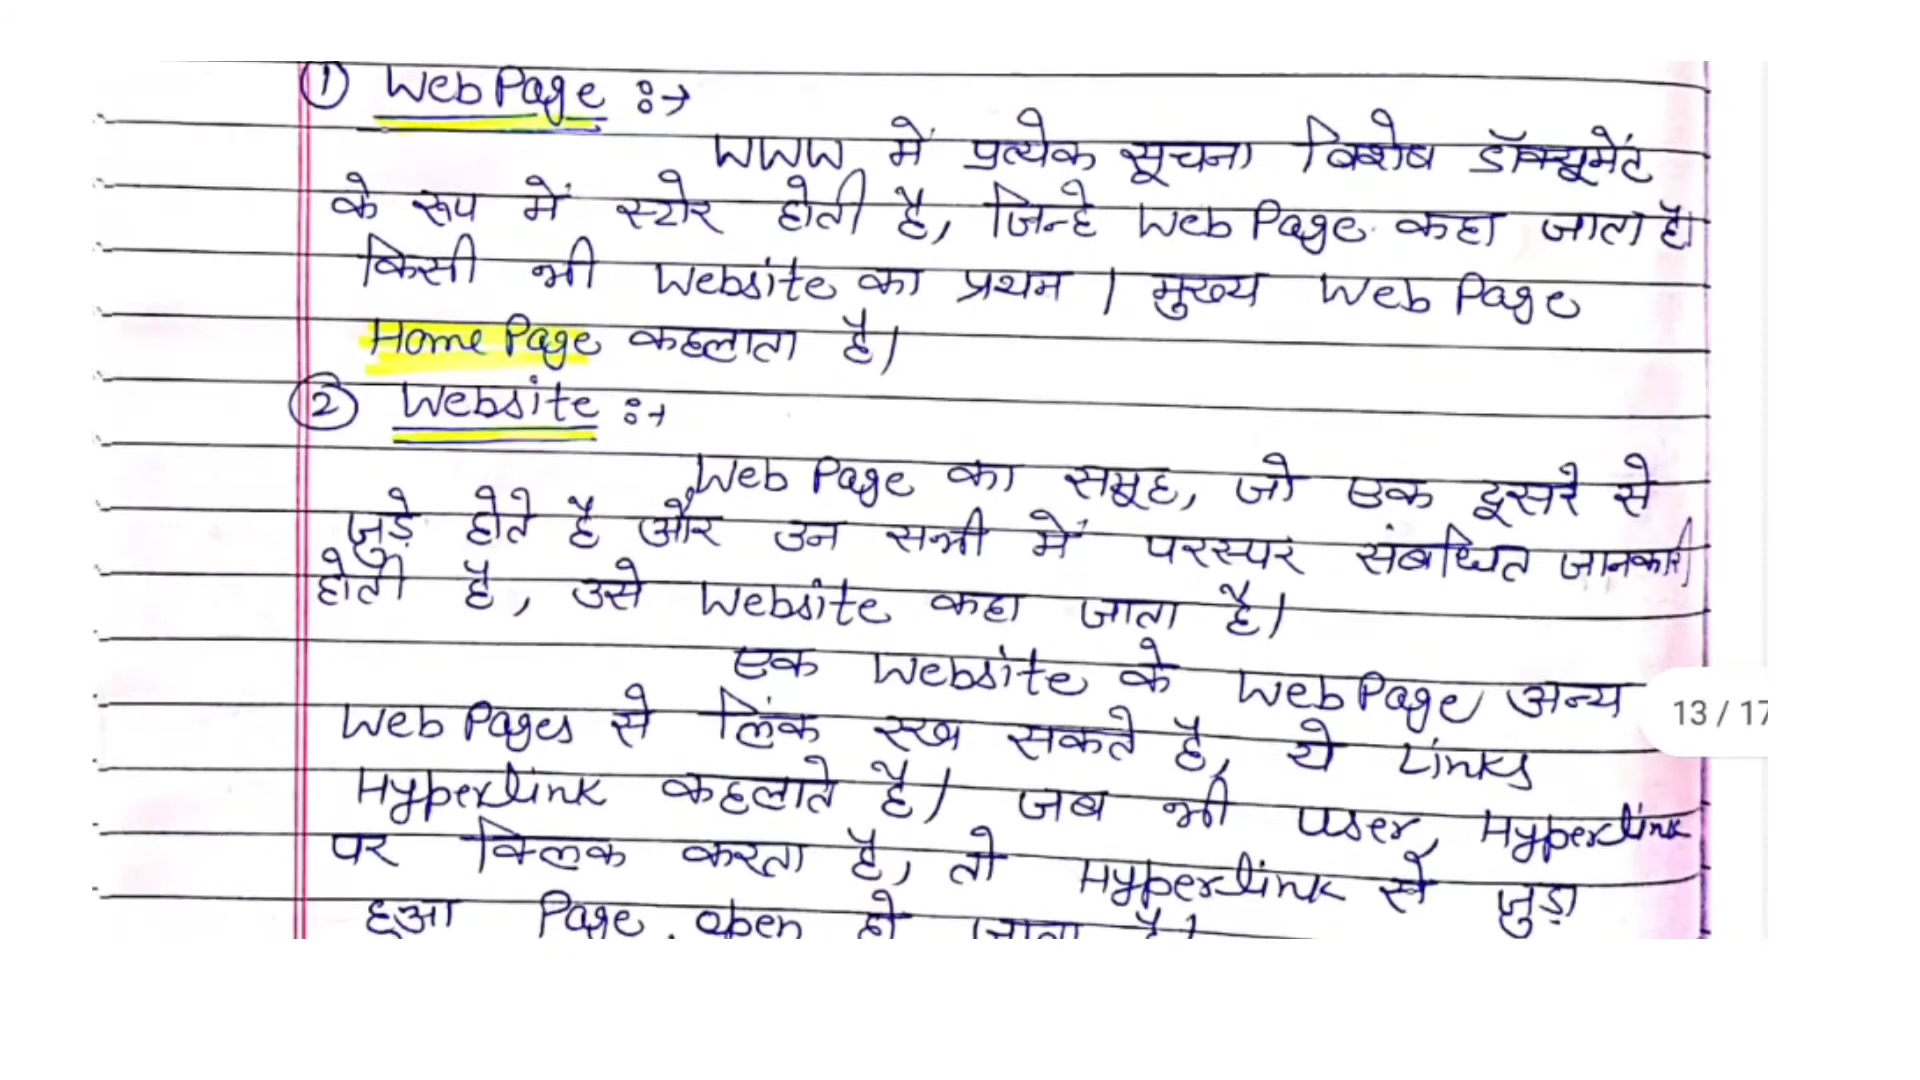 ① Web Page :→
WWW में प्रत्येक सूचना विशेष डॉक्यूमेंट
के रूप में स्टोर होती है, जिन्हे Web Page कहा जाता है।
किसी भी Website का प्रथम / मुख्य Web Page
Home Page कहलाता है।
② Website :→
Web Page का समूह, जो एक दूसरे से
जुड़े होते है और उन सभी में परस्पर संबधित जानकारी
होती है, उसे Website कहा जाता है।
एक Website के Web Page अन्य
13 / 17
Web Pages से लिंक रख सकते है, ये Links
Hyperlink कहलाते है। जब भी user, Hyperlink
पर क्लिक करता है, तो Hyperlink से जुड़ा
हुआ Page open हो जाता है।